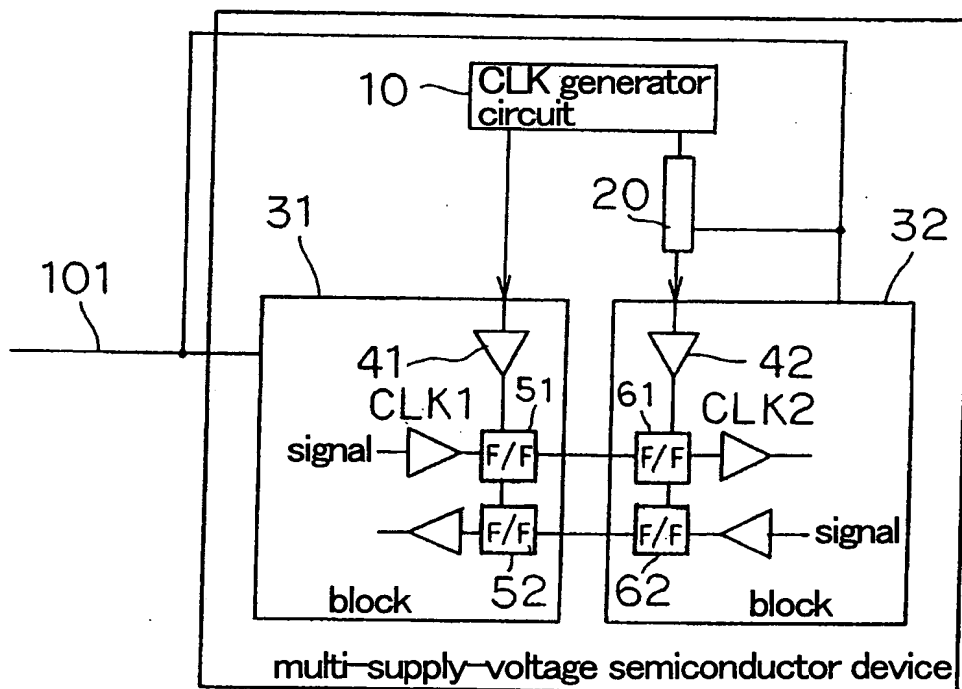 10
CLK generator
circuit
20
31
32
101
41
42
CLK1
51
61
CLK2
signal
F/F
F/F
F/F
F/F
signal
52
62
block
block
multi-supply-voltage semiconductor device